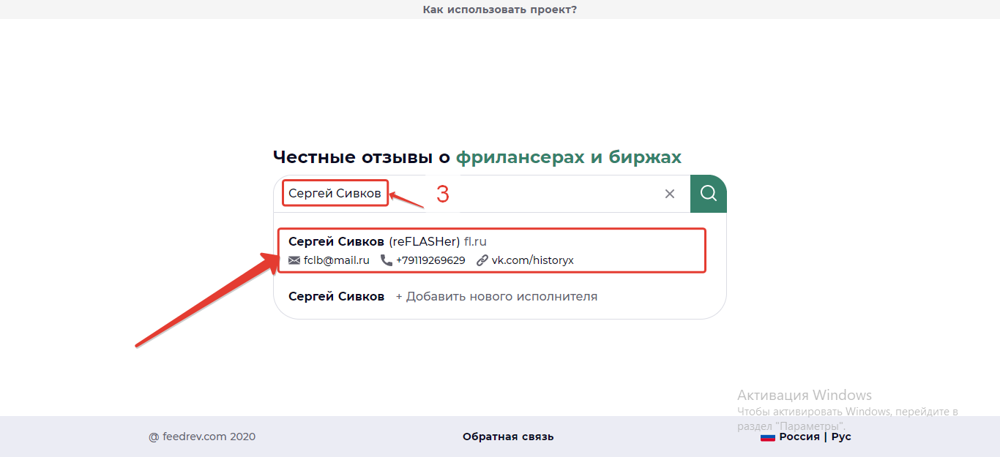 Как использовать проект?
Честные отзывы о фрилансерах и биржах
Сергей Сивков
3
Сергей Сивков (reFLASHer) fl.ru
fclb@mail.ru +79119269629 vk.com/historyx
Сергей Сивков + Добавить нового исполнителя
Активация Windows
Чтобы активировать Windows, перейдите в
раздел "Параметры".
@ feedrev.com 2020 Обратная связь Россия | Рус